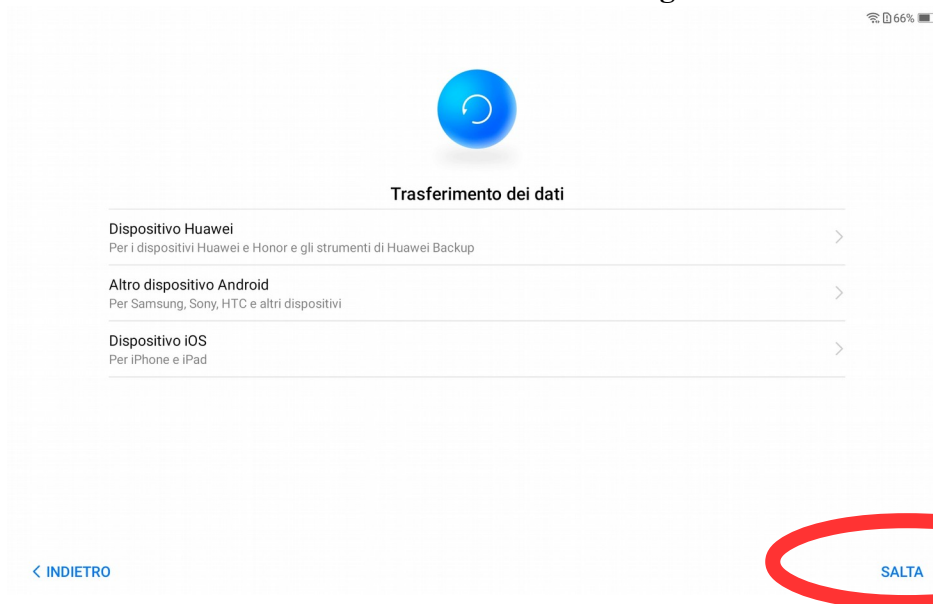 66%
Trasferimento dei dati
Dispositivo Huawei
Per i dispositivi Huawei e Honor e gli strumenti di Huawei Backup
Altro dispositivo Android
Per Samsung, Sony, HTC e altri dispositivi
Dispositivo iOS
Per iPhone e iPad
INDIETRO
SALTA